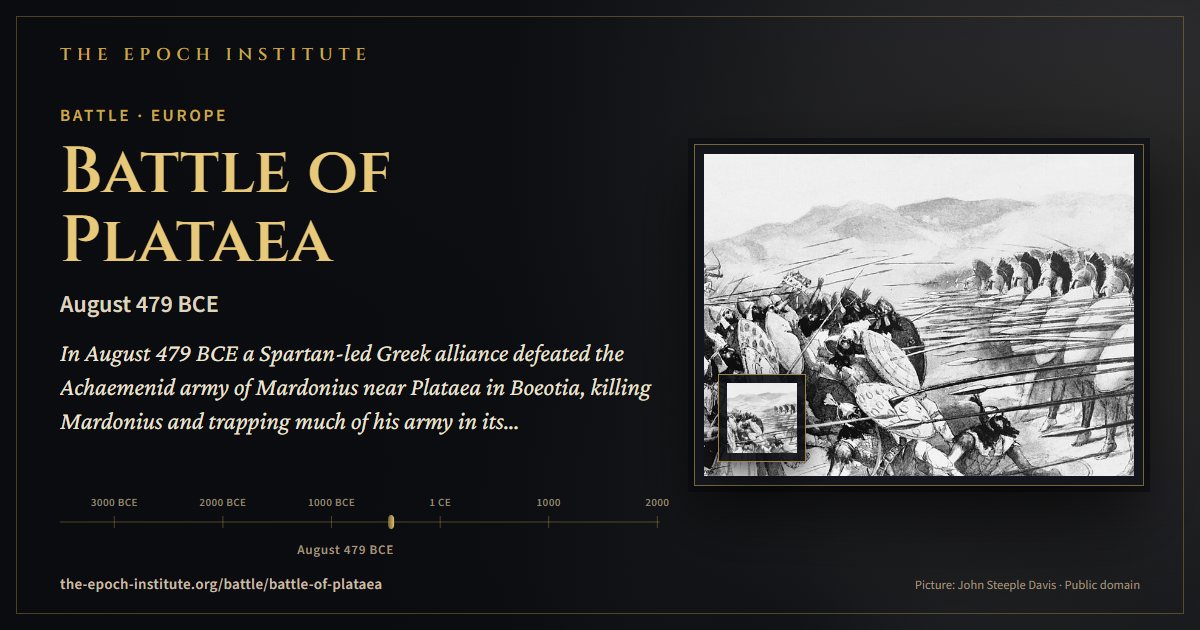 THE EPOCH INSTITUTE
BATTLE · EUROPE
BATTLE OF
PLATAEA
August 479 BCE
In August 479 BCE a Spartan-led Greek alliance defeated the
Achaemenid army of Mardonius near Plataea in Boeotia, killing
Mardonius and trapping much of his army in its...
3000 BCE 2000 BCE 1000 BCE 1 CE 1000 2000
August 479 BCE
the-epoch-institute.org/battle/battle-of-plataea
Picture: John Steeple Davis · Public domain